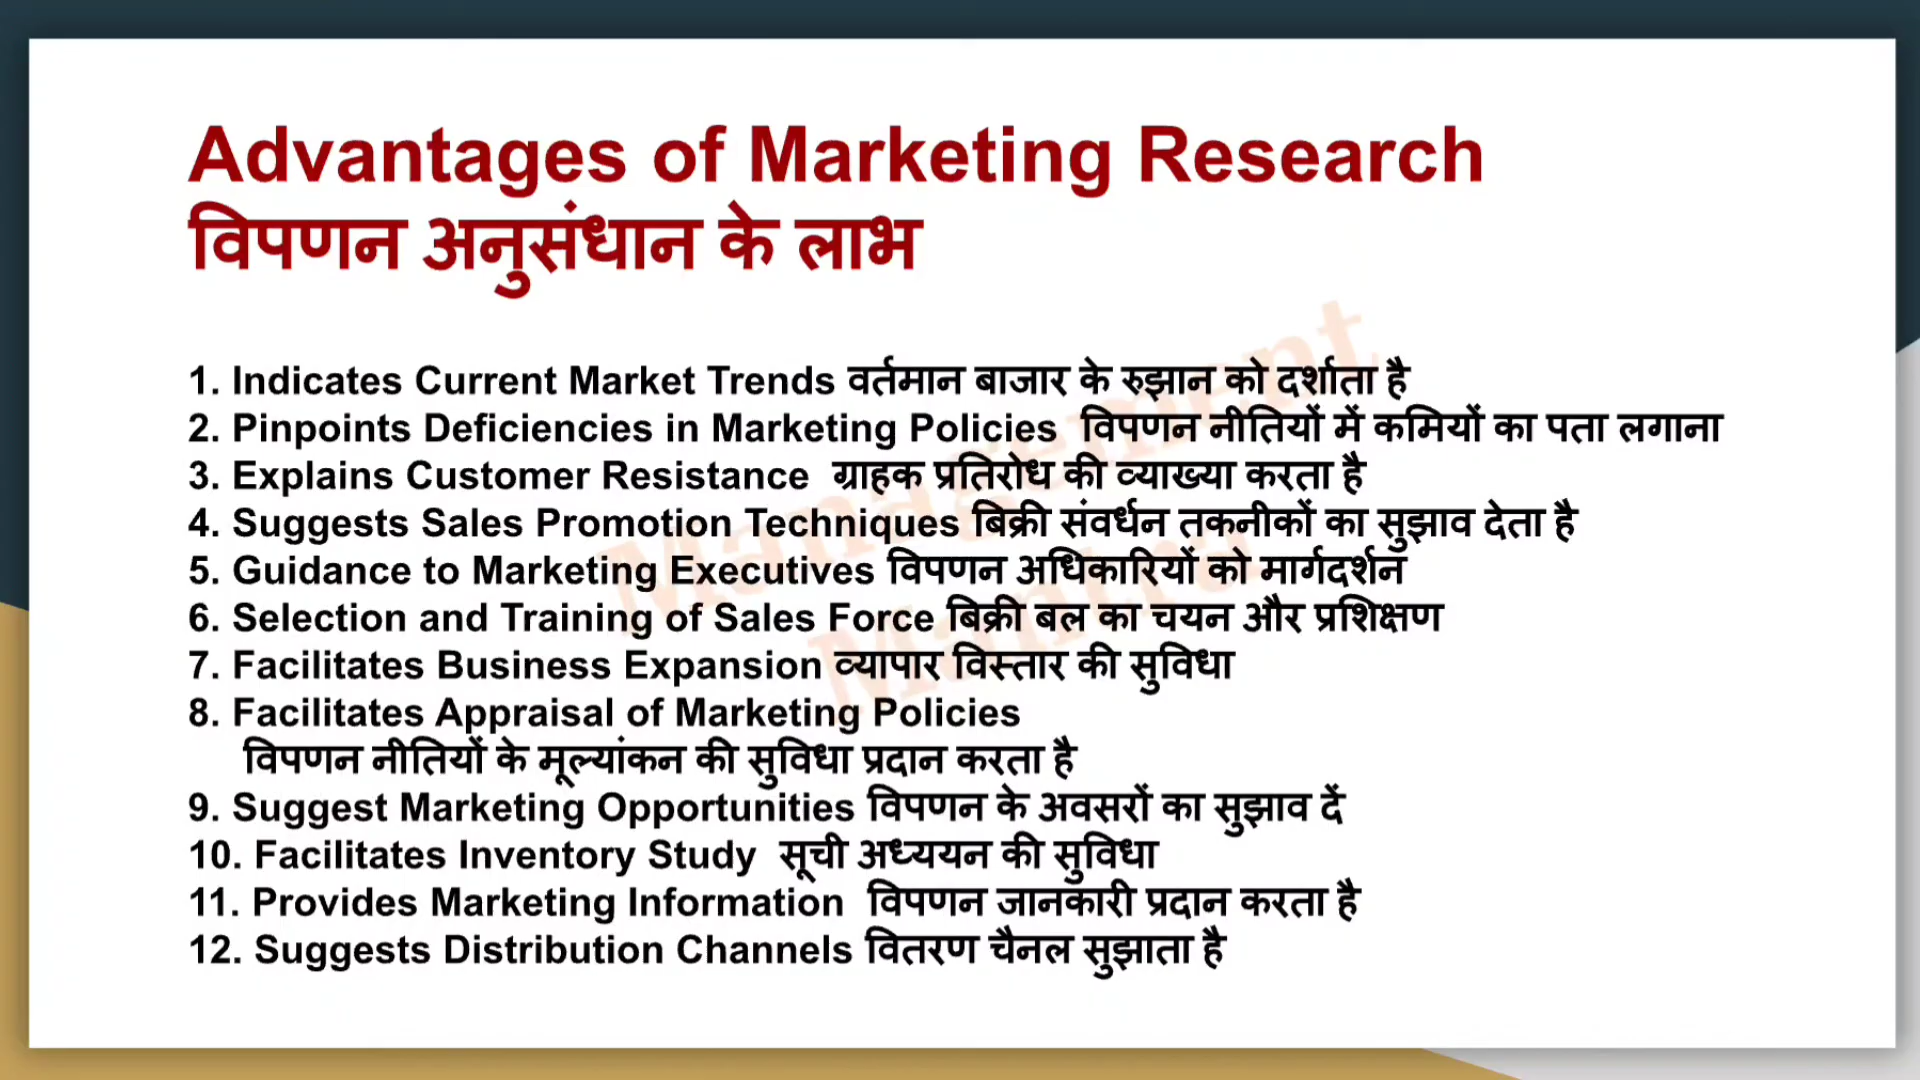 Advantages of Marketing Research
विपणन अनुसंधान के लाभ
1. Indicates Current Market Trends वर्तमान बाजार के रुझान को दर्शाता है
2. Pinpoints Deficiencies in Marketing Policies विपणन नीतियों में कमियों का पता लगाना
3. Explains Customer Resistance ग्राहक प्रतिरोध की व्याख्या करता है
4. Suggests Sales Promotion Techniques बिक्री संवर्धन तकनीकों का सुझाव देता है
5. Guidance to Marketing Executives विपणन अधिकारियों को मार्गदर्शन
6. Selection and Training of Sales Force बिक्री बल का चयन और प्रशिक्षण
7. Facilitates Business Expansion व्यापार विस्तार की सुविधा
8. Facilitates Appraisal of Marketing Policies
विपणन नीतियों के मूल्यांकन की सुविधा प्रदान करता है
9. Suggest Marketing Opportunities विपणन के अवसरों का सुझाव दें
10. Facilitates Inventory Study सूची अध्ययन की सुविधा
11. Provides Marketing Information विपणन जानकारी प्रदान करता है
12. Suggests Distribution Channels वितरण चैनल सुझाता है
Management
Mantra